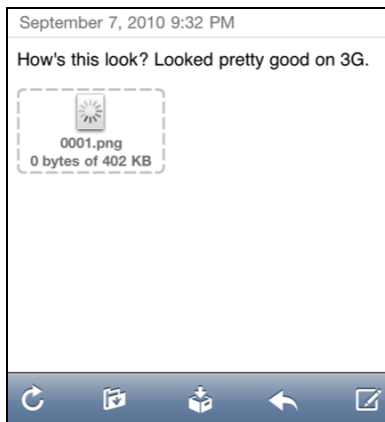 September 7, 2010 9:32 PM
How's this look? Looked pretty good on 3G.
0001.png
0 bytes of 402 KB